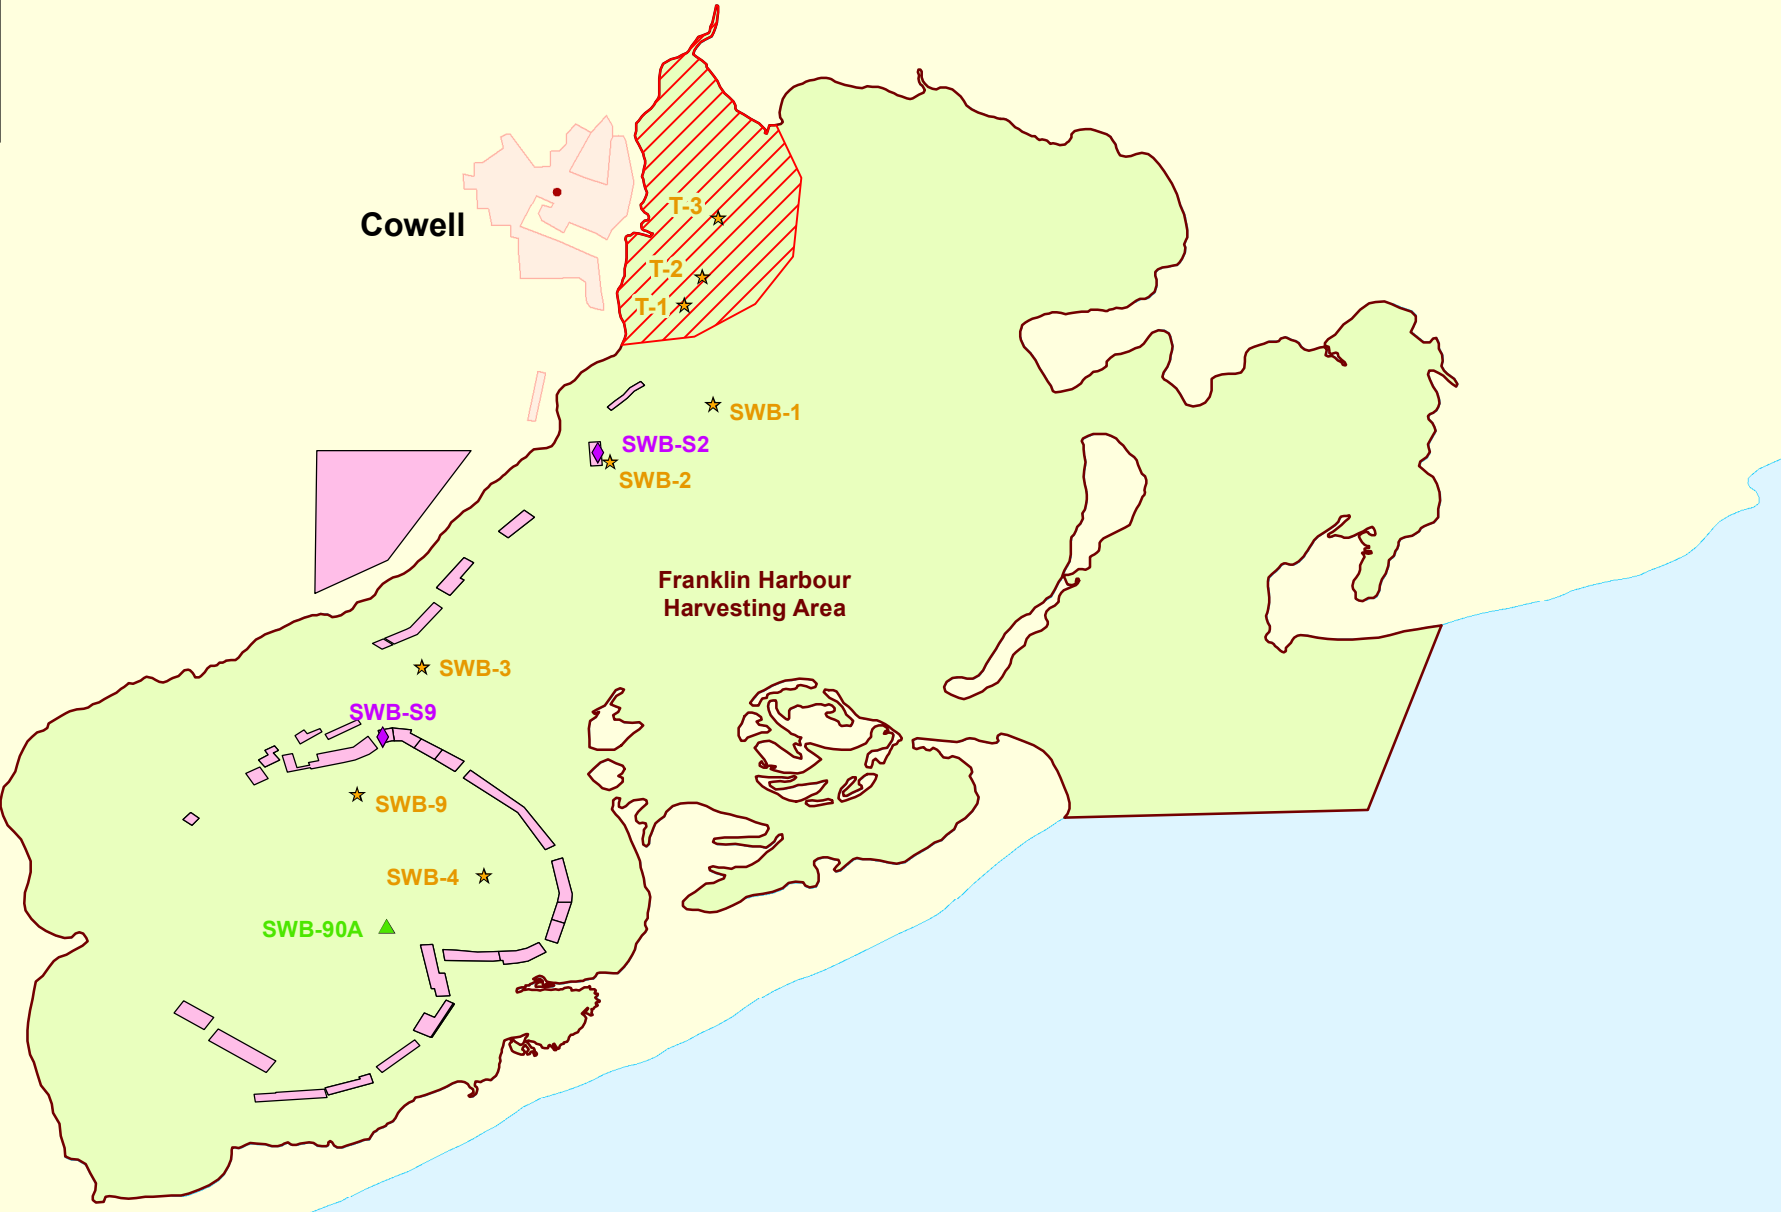 T-3
Cowell
T-2
T-1
SWB-1
SWB-S2
SWB-2
Franklin Harbour
Harvesting Area
SWB-3
SWB-S9
SWB-9
SWB-4
SWB-90A